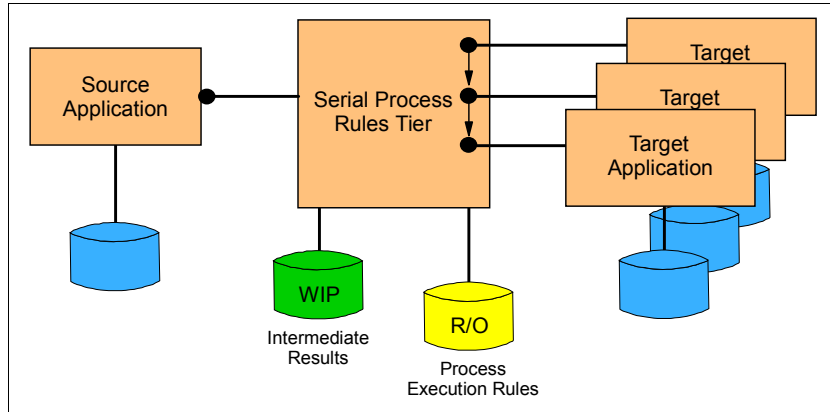 Source
Application
Serial Process
Rules Tier
Target
Target
Target
Application
WIP
Intermediate
Results
R/O
Process
Execution Rules